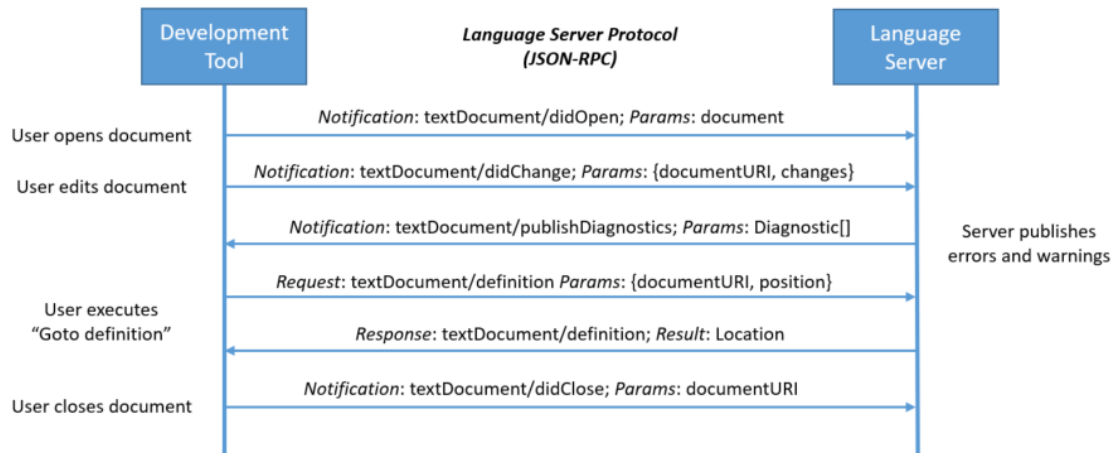 Development
Tool
Language Server Protocol
(JSON-RPC)
Language
Server
Notification: textDocument/didOpen; Params: document
User opens document
Notification: textDocument/didChange; Params: {documentURI, changes}
User edits document
Notification: textDocument/publishDiagnostics; Params: Diagnostic[]
Server publishes
errors and warnings
Request: textDocument/definition Params: {documentURI, position}
User executes
“Goto definition”
Response: textDocument/definition; Result: Location
Notification: textDocument/didClose; Params: documentURI
User closes document